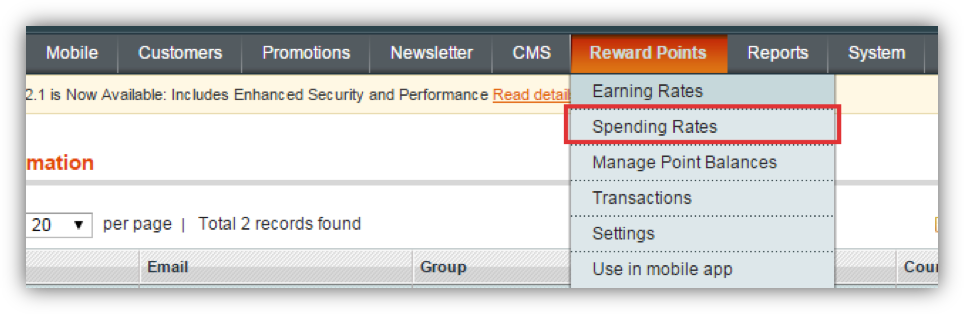 Mobile Customers Promotions Newsletter CMS Reward Points Reports System
2.1 is Now Available: Includes Enhanced Security and Performance Read detail
Earning Rates
Spending Rates
mation
Manage Point Balances
Transactions
20 per page | Total 2 records found
Settings
Email Group Cou
Use in mobile app